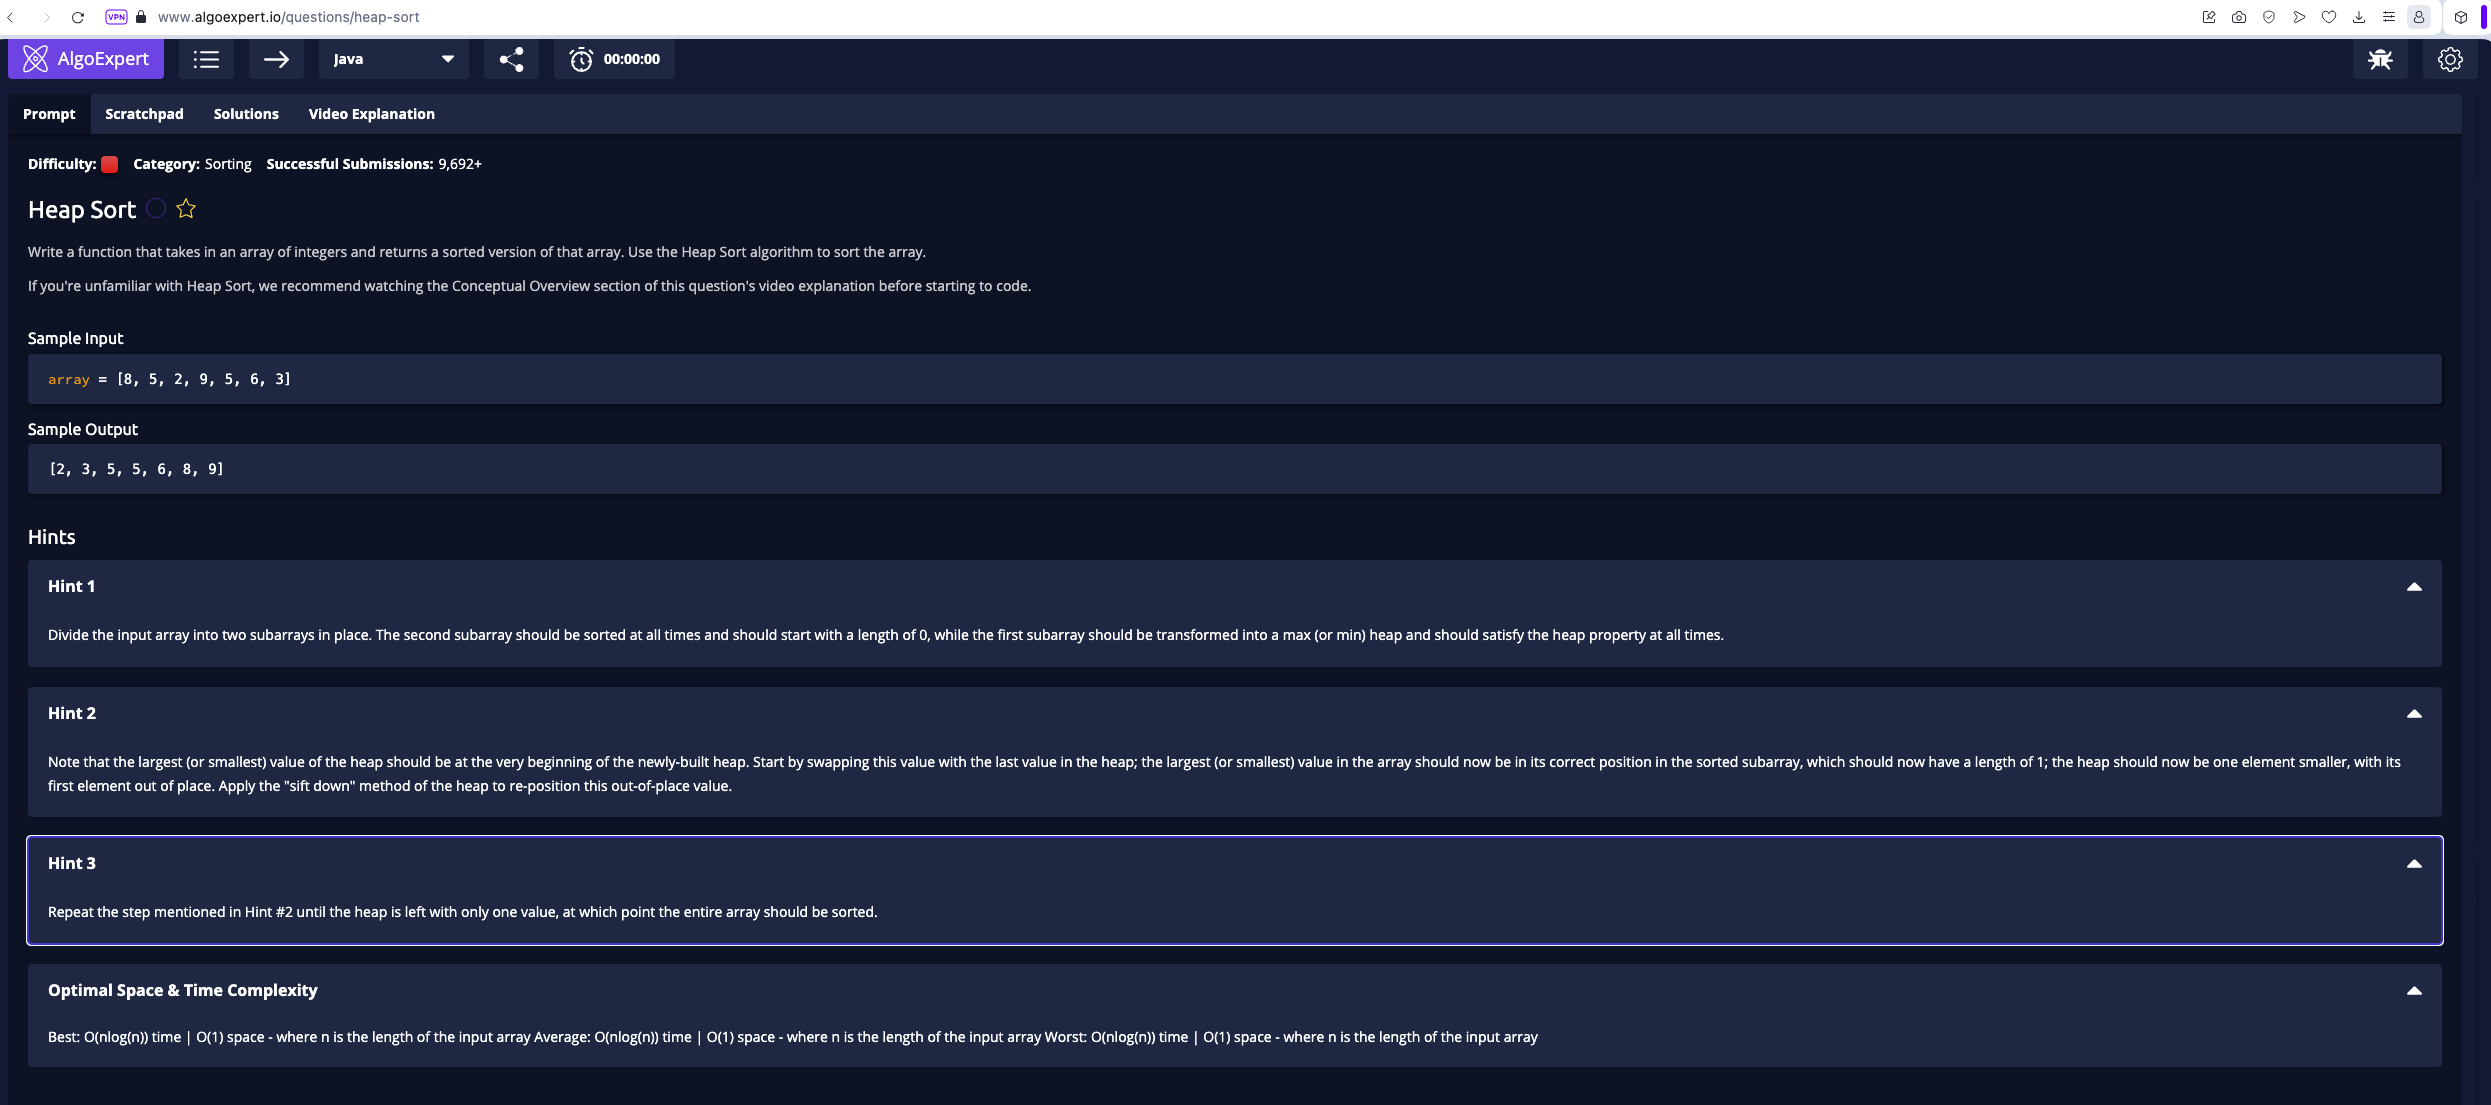 VPN www.algoexpert.io/questions/heap-sort
AlgoExpert Java 00:00:00
Prompt Scratchpad Solutions Video Explanation
Difficulty: Category: Sorting Successful Submissions: 9,692+
Heap Sort
Write a function that takes in an array of integers and returns a sorted version of that array. Use the Heap Sort algorithm to sort the array.
If you're unfamiliar with Heap Sort, we recommend watching the Conceptual Overview section of this question's video explanation before starting to code.
Sample Input
array = [8, 5, 2, 9, 5, 6, 3]
Sample Output
[2, 3, 5, 5, 6, 8, 9]
Hints
Hint 1
Divide the input array into two subarrays in place. The second subarray should be sorted at all times and should start with a length of 0, while the first subarray should be transformed into a max (or min) heap and should satisfy the heap property at all times.
Hint 2
Note that the largest (or smallest) value of the heap should be at the very beginning of the newly-built heap. Start by swapping this value with the last value in the heap; the largest (or smallest) value in the array should now be in its correct position in the sorted subarray, which should now have a length of 1; the heap should now be one element smaller, with its
first element out of place. Apply the "sift down" method of the heap to re-position this out-of-place value.
Hint 3
Repeat the step mentioned in Hint #2 until the heap is left with only one value, at which point the entire array should be sorted.
Optimal Space & Time Complexity
Best: O(nlog(n)) time | O(1) space - where n is the length of the input array Average: O(nlog(n)) time | O(1) space - where n is the length of the input array Worst: O(nlog(n)) time | O(1) space - where n is the length of the input array